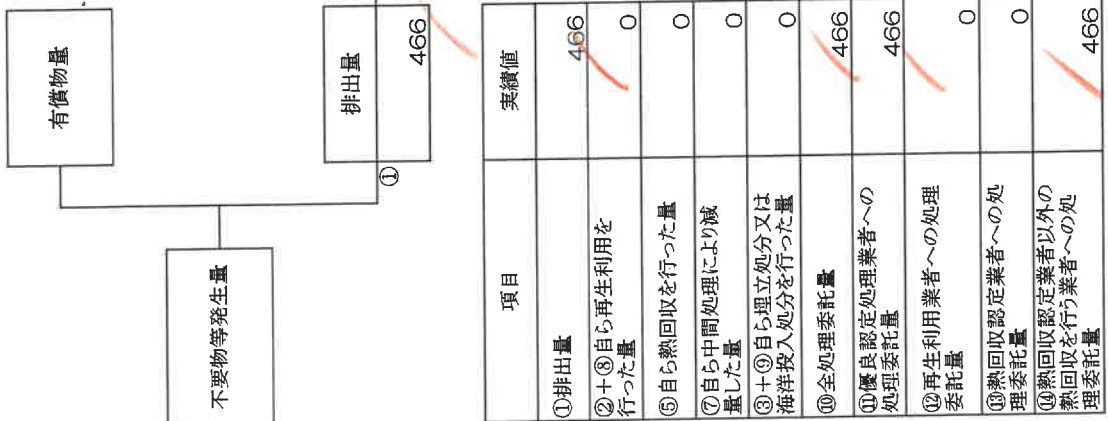 有償物量
不要物等発生量
排出量
①
466
項目
実績値
①排出量
466
②+⑧自ら再生利用を
行った量
0
⑤自ら熱回収を行った量
0
⑦自ら中間処理により減
量した量
0
③+⑨自ら埋立処分又は
海洋投入処分を行った量
0
⑩全処理委託量
466
⑪優良認定処理業者への
処理委託量
466
⑫再生利用業者への処理
委託量
0
⑬熱回収認定業者への処
理委託量
0
⑭熱回収認定業者以外の
熱回収を行う業者への処
理委託量
466